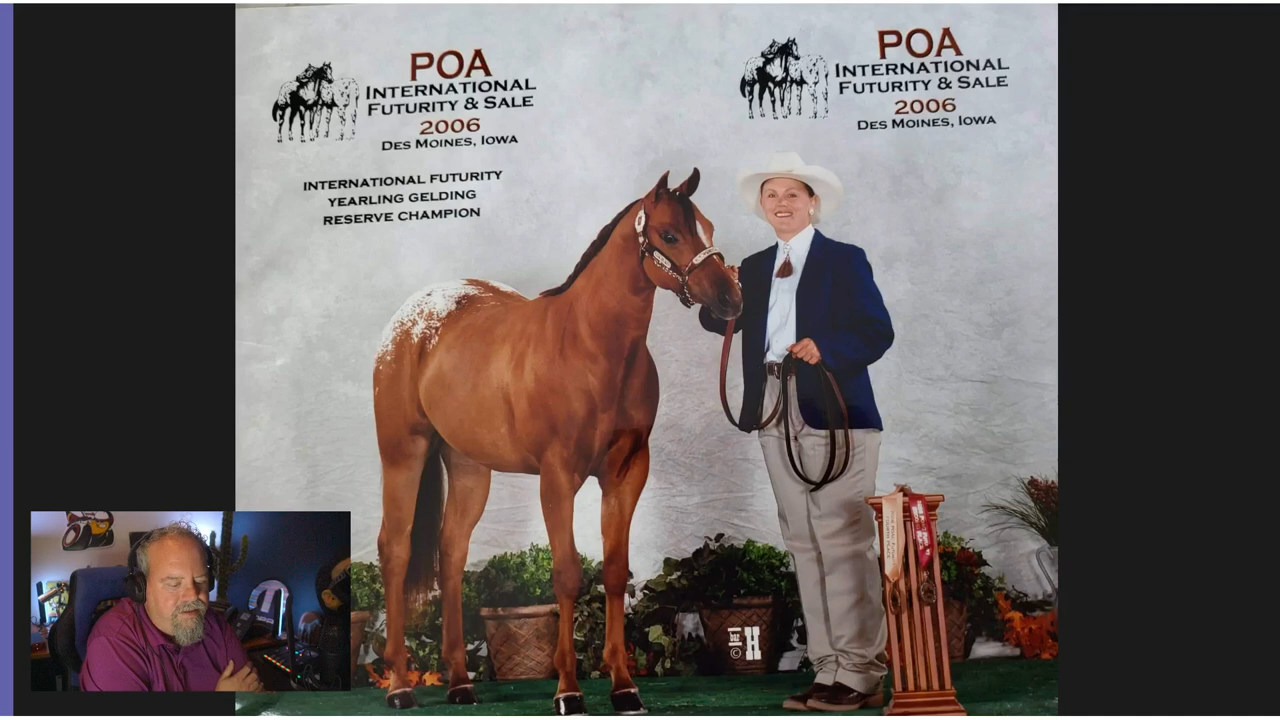 POA
INTERNATIONAL
FUTURITY & SALE
2006
DES MOINES, IOWA
INTERNATIONAL FUTURITY
YEARLING GELDING
RESERVE CHAMPION
POA
INTERNATIONAL
FUTURITY & SALE
2006
DES MOINES, IOWA
bar H
©